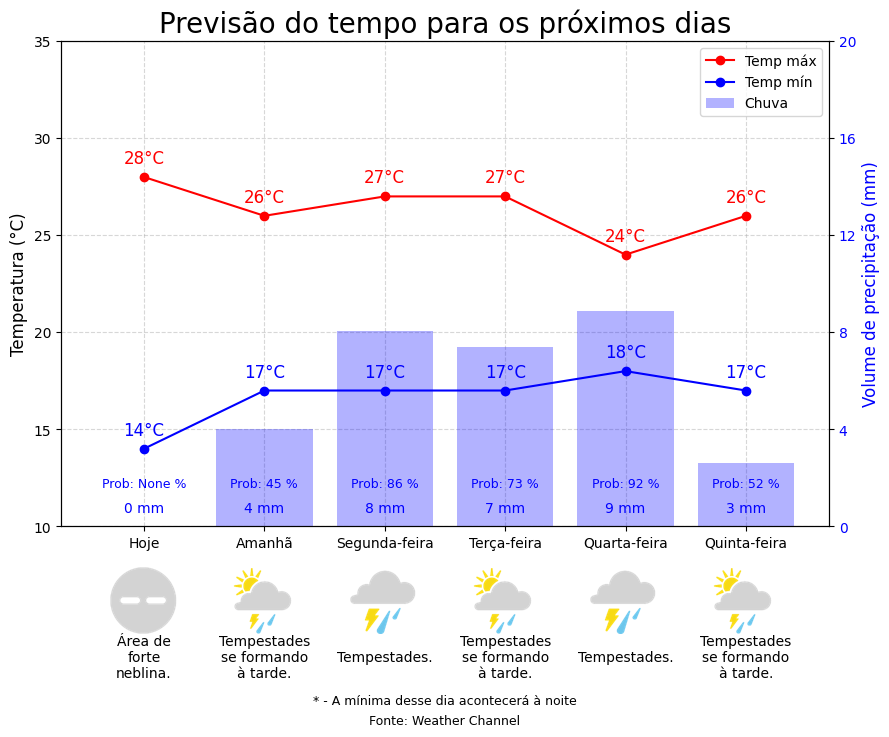 Previsão do tempo para os próximos dias
Temperatura (°C)
35
30
25
20
15
10
Volume de precipitação (mm)
20
16
12
8
4
0
Temp máx
Temp mín
Chuva
28°C
26°C
27°C
27°C
24°C
26°C
14°C
17°C
17°C
17°C
18°C
17°C
Prob: None %
Prob: 45 %
Prob: 86 %
Prob: 73 %
Prob: 92 %
Prob: 52 %
0 mm
4 mm
8 mm
7 mm
9 mm
3 mm
Hoje
Amanhã
Segunda-feira
Terça-feira
Quarta-feira
Quinta-feira
Área de
forte
neblina.
Tempestades
se formando
à tarde.
Tempestades.
Tempestades
se formando
à tarde.
Tempestades.
Tempestades
se formando
à tarde.
* - A mínima desse dia acontecerá à noite
Fonte: Weather Channel